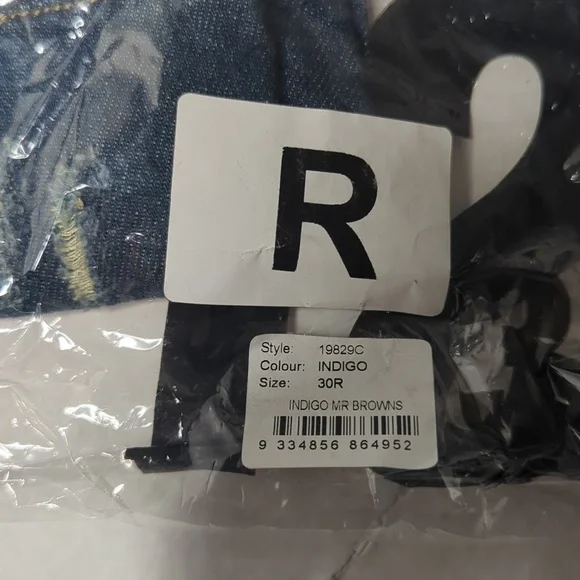 R
Style: 19829C
Colour: INDIGO
Size: 30R
INDIGO MR BROWNS
9 334856 864952